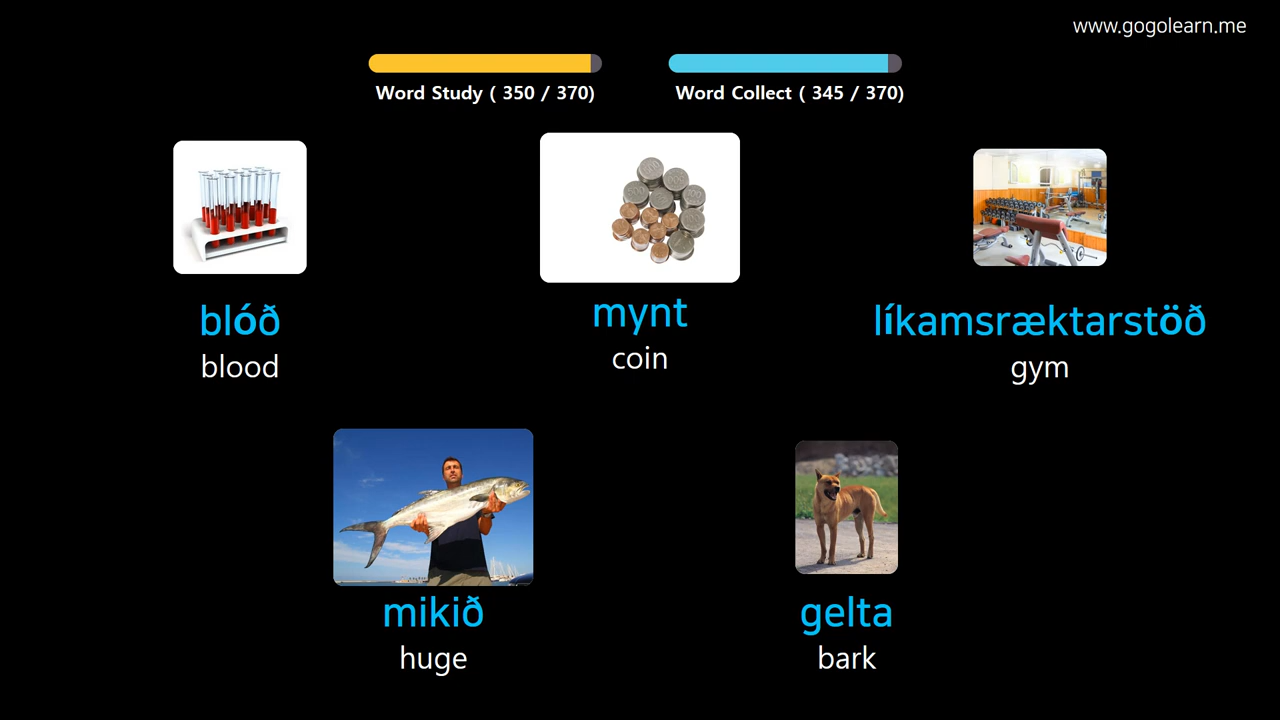 www.gogolearn.me
Word Study ( 350 / 370)
Word Collect ( 345 / 370)
blóð
blood
mynt
coin
líkamsræktarstöð
gym
mikið
huge
gelta
bark